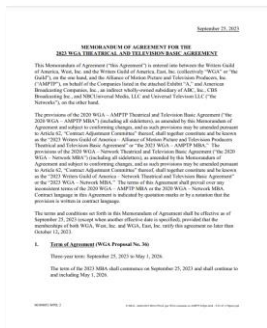 September 25, 2023
MEMORANDUM OF AGREEMENT FOR THE
2023 WGA THEATRICAL AND TELEVISION BASIC AGREEMENT
This Memorandum of Agreement ("this Agreement") is entered into between the Writers Guild
of America, West, Inc. and the Writers Guild of America, East, Inc. (collectively "WGA" or "the
Guild"), on the one hand, and the Alliance of Motion Picture and Television Producers, Inc.
("AMPTP"), on behalf of the Companies listed in the attached Exhibit "A," and American
Broadcasting Companies, Inc., an indirect wholly-owned subsidiary of ABC, Inc., CBS
Broadcasting Inc., and NBCUniversal Media, LLC and Universal Television LLC ("the
Networks"), on the other hand.
The provisions of the 2020 WGA – AMPTP Theatrical and Television Basic Agreement ("the
2020 WGA – AMPTP MBA") (including all sideletters), as amended by this Memorandum of
Agreement and subject to conforming changes, and as such provisions may be amended pursuant
to Article 62, "Contract Adjustment Committee" thereof, shall together constitute and be known
as the "2023 Writers Guild of America – Alliance of Motion Picture and Television Producers
Theatrical and Television Basic Agreement" or the "2023 WGA – AMPTP MBA." The
provisions of the 2020 WGA – Network Theatrical and Television Basic Agreement ("the 2020
WGA – Network MBA") (including all sideletters), as amended by this Memorandum of
Agreement and subject to conforming changes, and as such provisions may be amended pursuant
to Article 62, "Contract Adjustment Committee" thereof, shall together constitute and be known
as the "2023 Writers Guild of America – Network Theatrical and Television Basic Agreement"
or the "2023 WGA – Network MBA." The terms of this Agreement shall prevail over any
inconsistent terms of the 2020 WGA – AMPTP MBA or the 2020 WGA – Network MBA.
Contract language in this Agreement is indicated by quotation marks or by a notation that the
provision is written in contract language.
The terms and conditions set forth in this Memorandum of Agreement shall be effective as of
September 25, 2023 (except when another effective date is specified), provided that the
memberships of both WGA, West, Inc. and WGA, East, Inc. ratify this agreement no later than
October 12, 2023.
1. Term of Agreement (WGA Proposal No. 36)
Three-year term: September 25, 2023 to May 1, 2026.
The term of the 2023 MBA shall commence on September 25, 2023 and shall continue to
and including May 1, 2026.